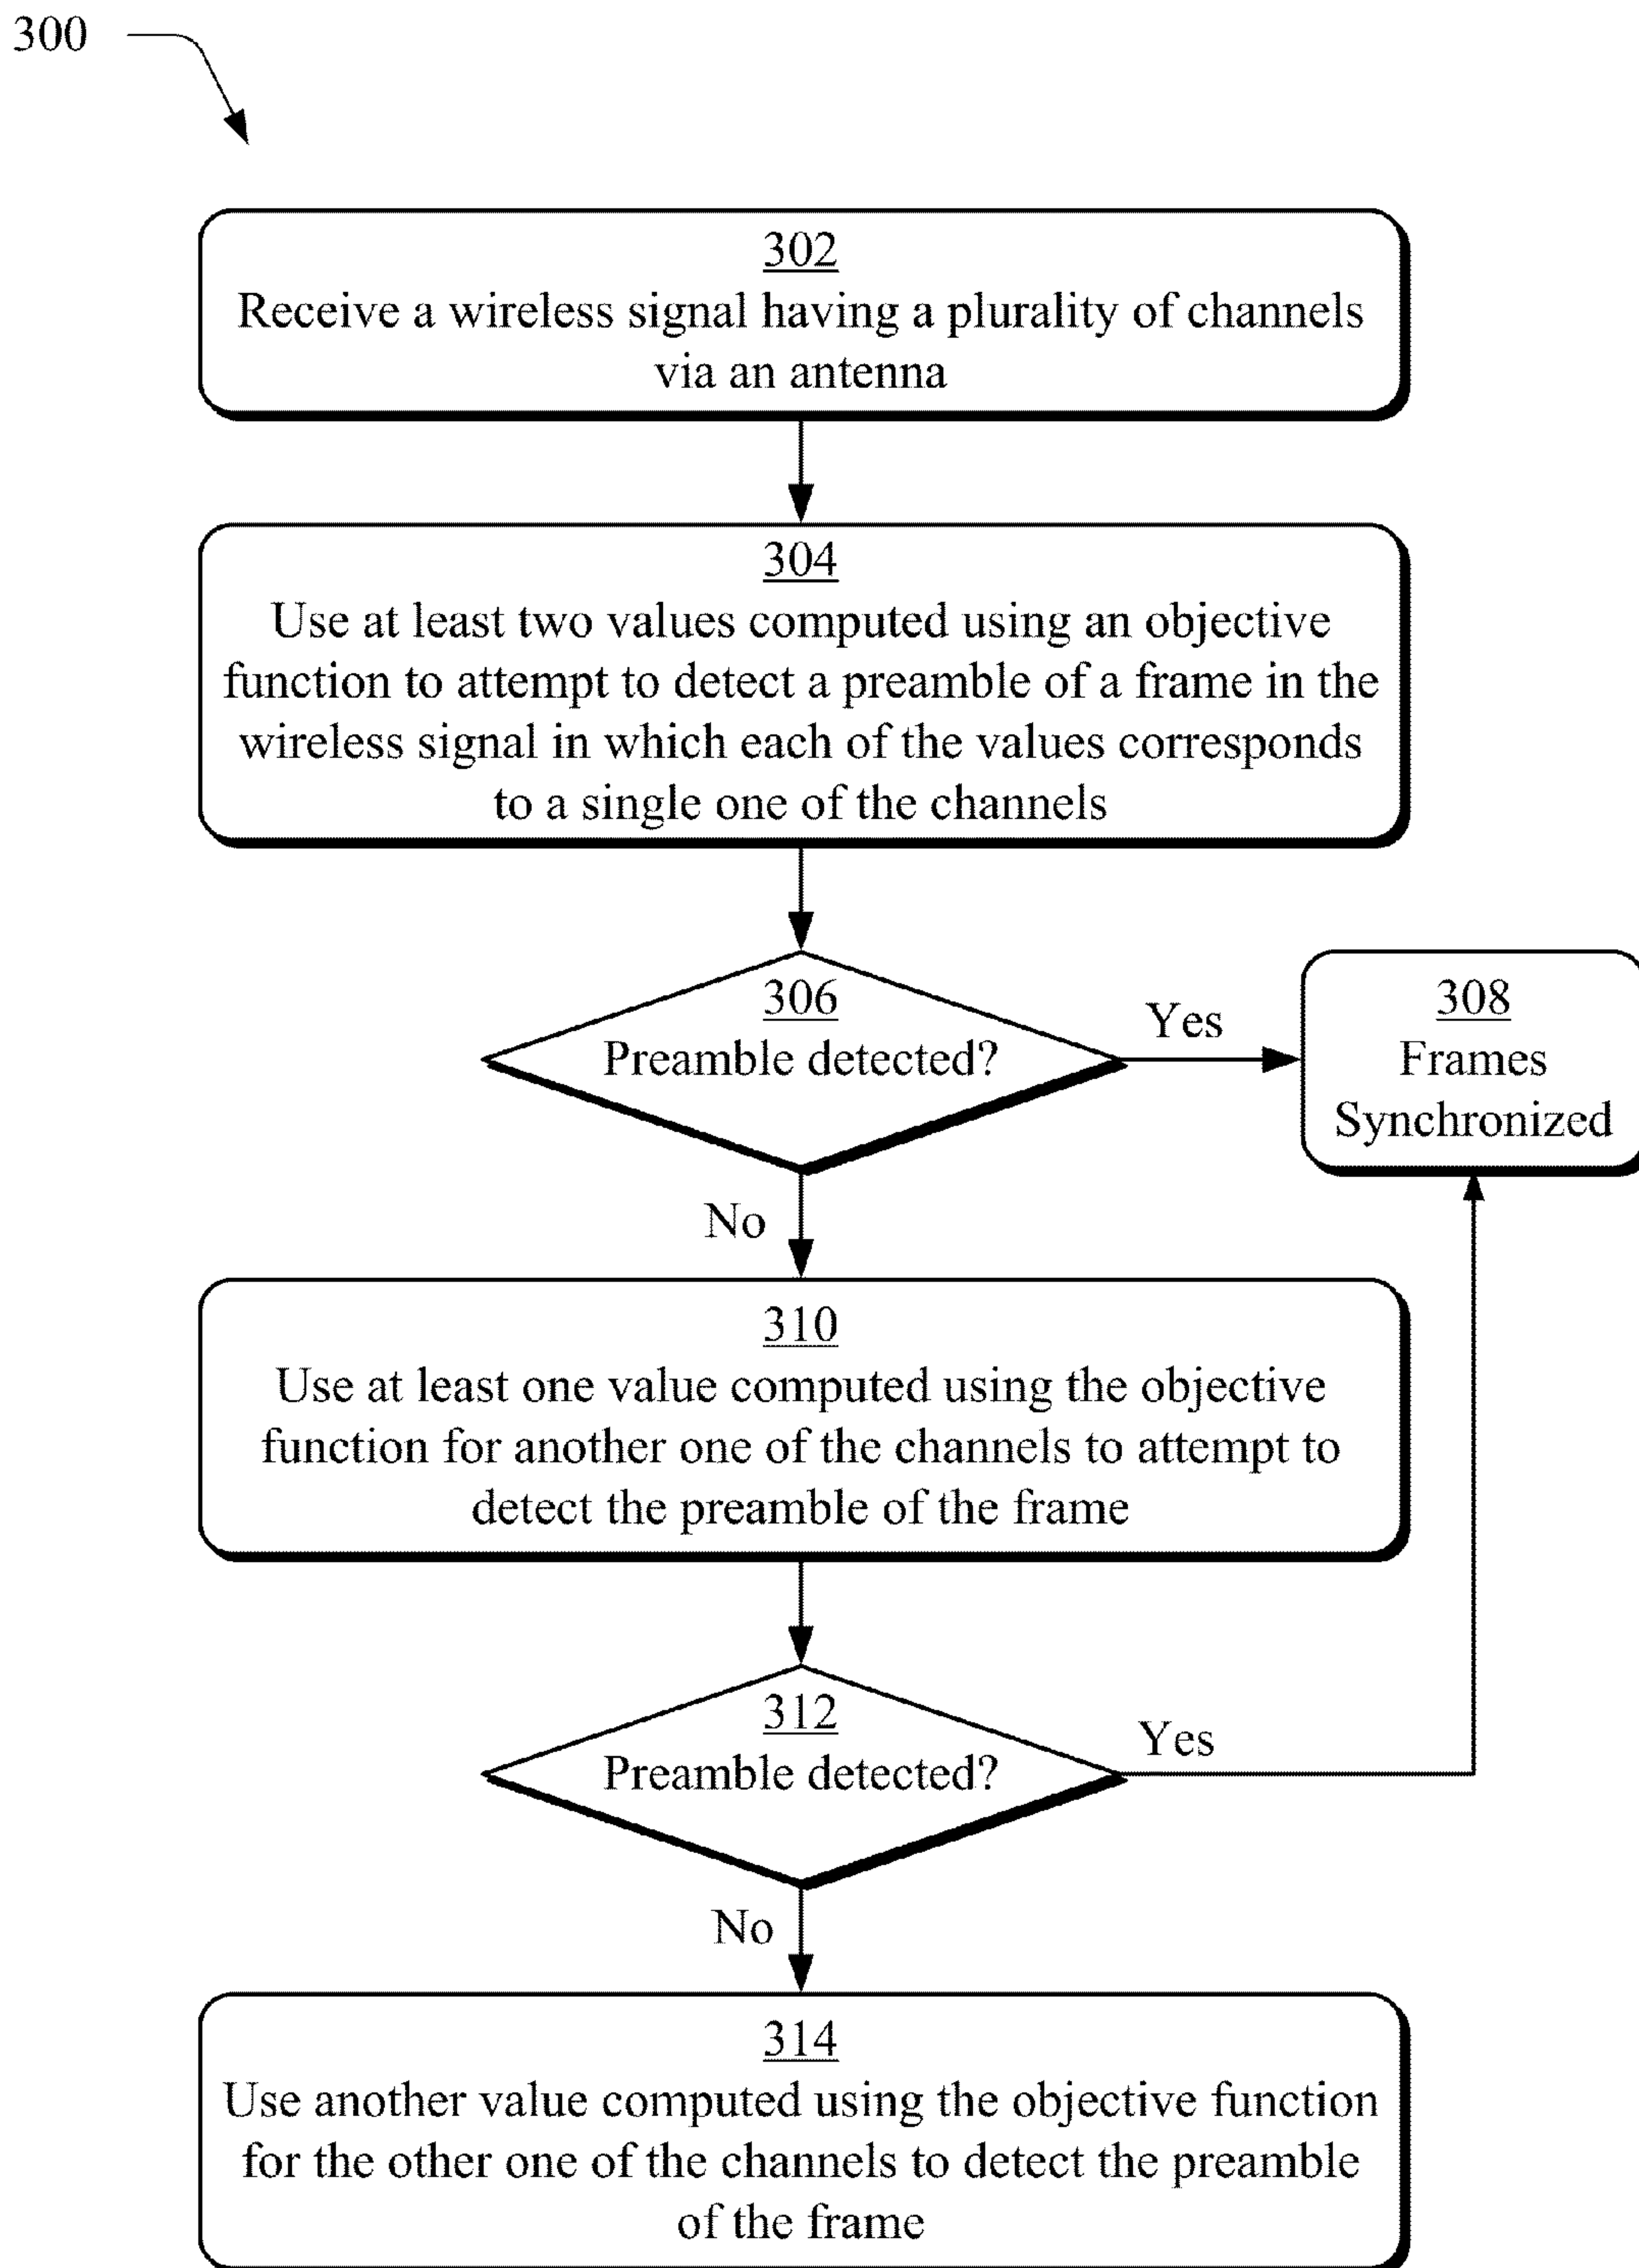 300
302
Receive a wireless signal having a plurality of channels
via an antenna
304
Use at least two values computed using an objective
function to attempt to detect a preamble of a frame in the
wireless signal in which each of the values corresponds
to a single one of the channels
306
Preamble detected?
Yes
308
Frames
Synchronized
No
310
Use at least one value computed using the objective
function for another one of the channels to attempt to
detect the preamble of the frame
312
Preamble detected?
Yes
No
314
Use another value computed using the objective function
for the other one of the channels to detect the preamble
of the frame